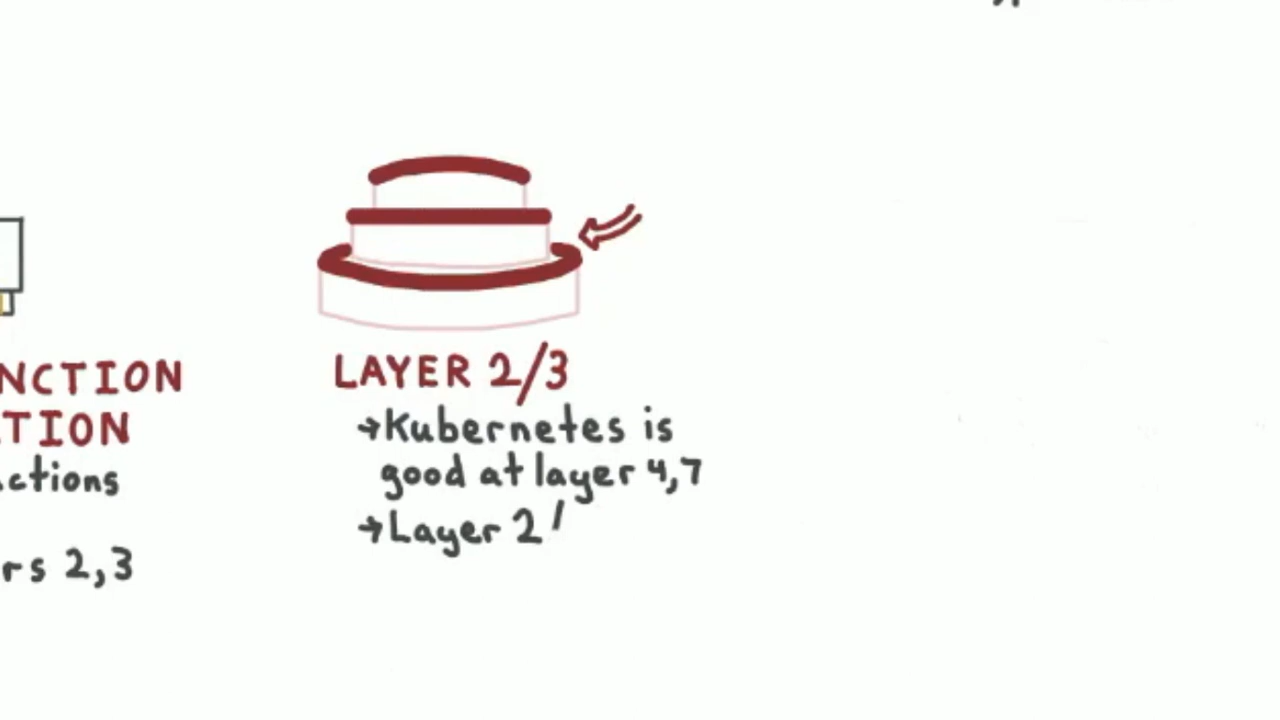 NCTION
TION
ctions
rs 2,3
LAYER 2/3
→Kubernetes is
good at layer 4,7
→Layer 2/